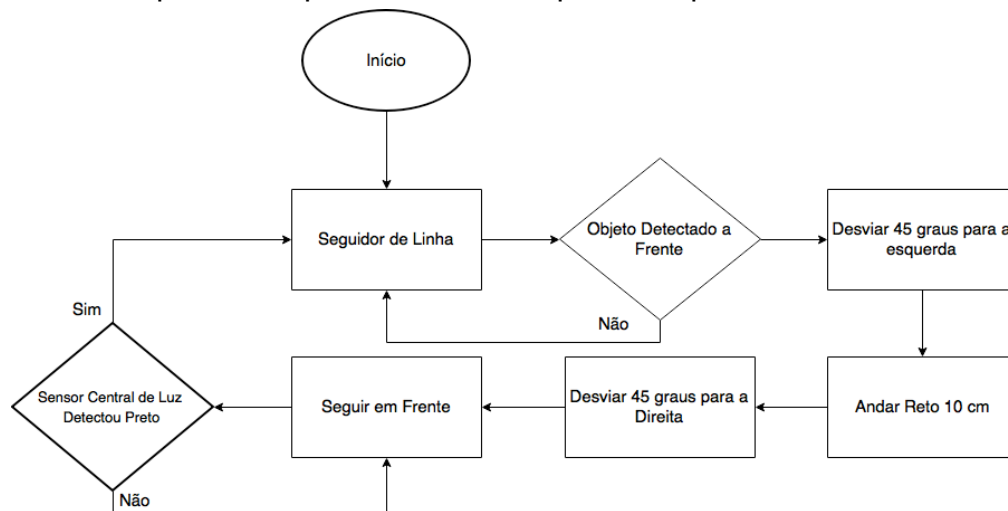 Início
Seguidor de Linha
Objeto Detectado a
Frente
Desviar 45 graus para a
esquerda
Não
Sim
Sensor Central de Luz
Detectou Preto
Seguir em Frente
Desviar 45 graus para a
Direita
Andar Reto 10 cm
Não